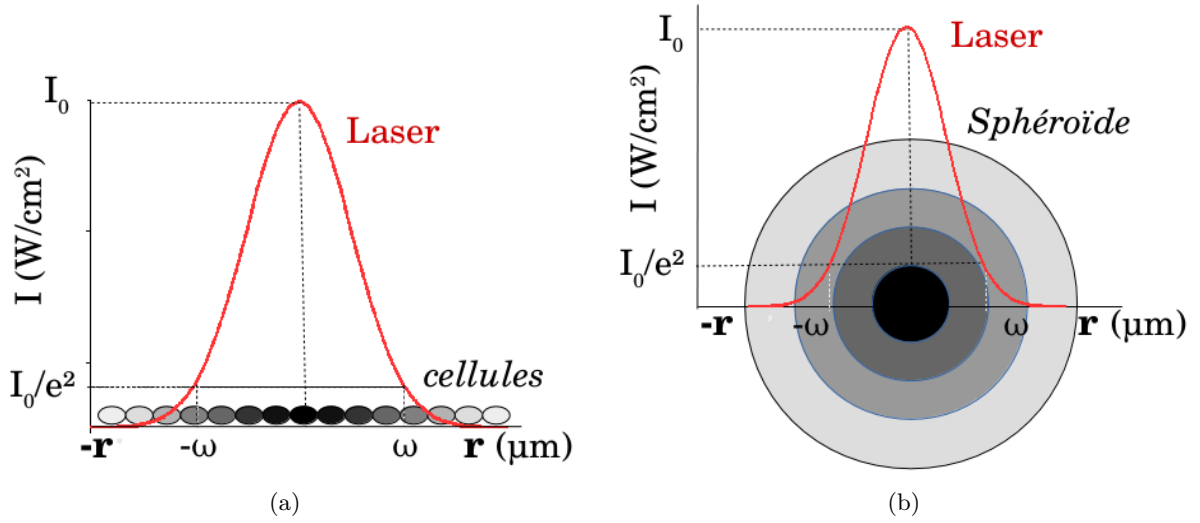 I₀
Laser
I (W/cm²)
I₀/e²
cellules
-r
-ω
ω
r (μm)
(a)
I₀
Laser
Sphéroïde
I (W/cm²)
I₀/e²
-r
-ω
ω
r (μm)
(b)